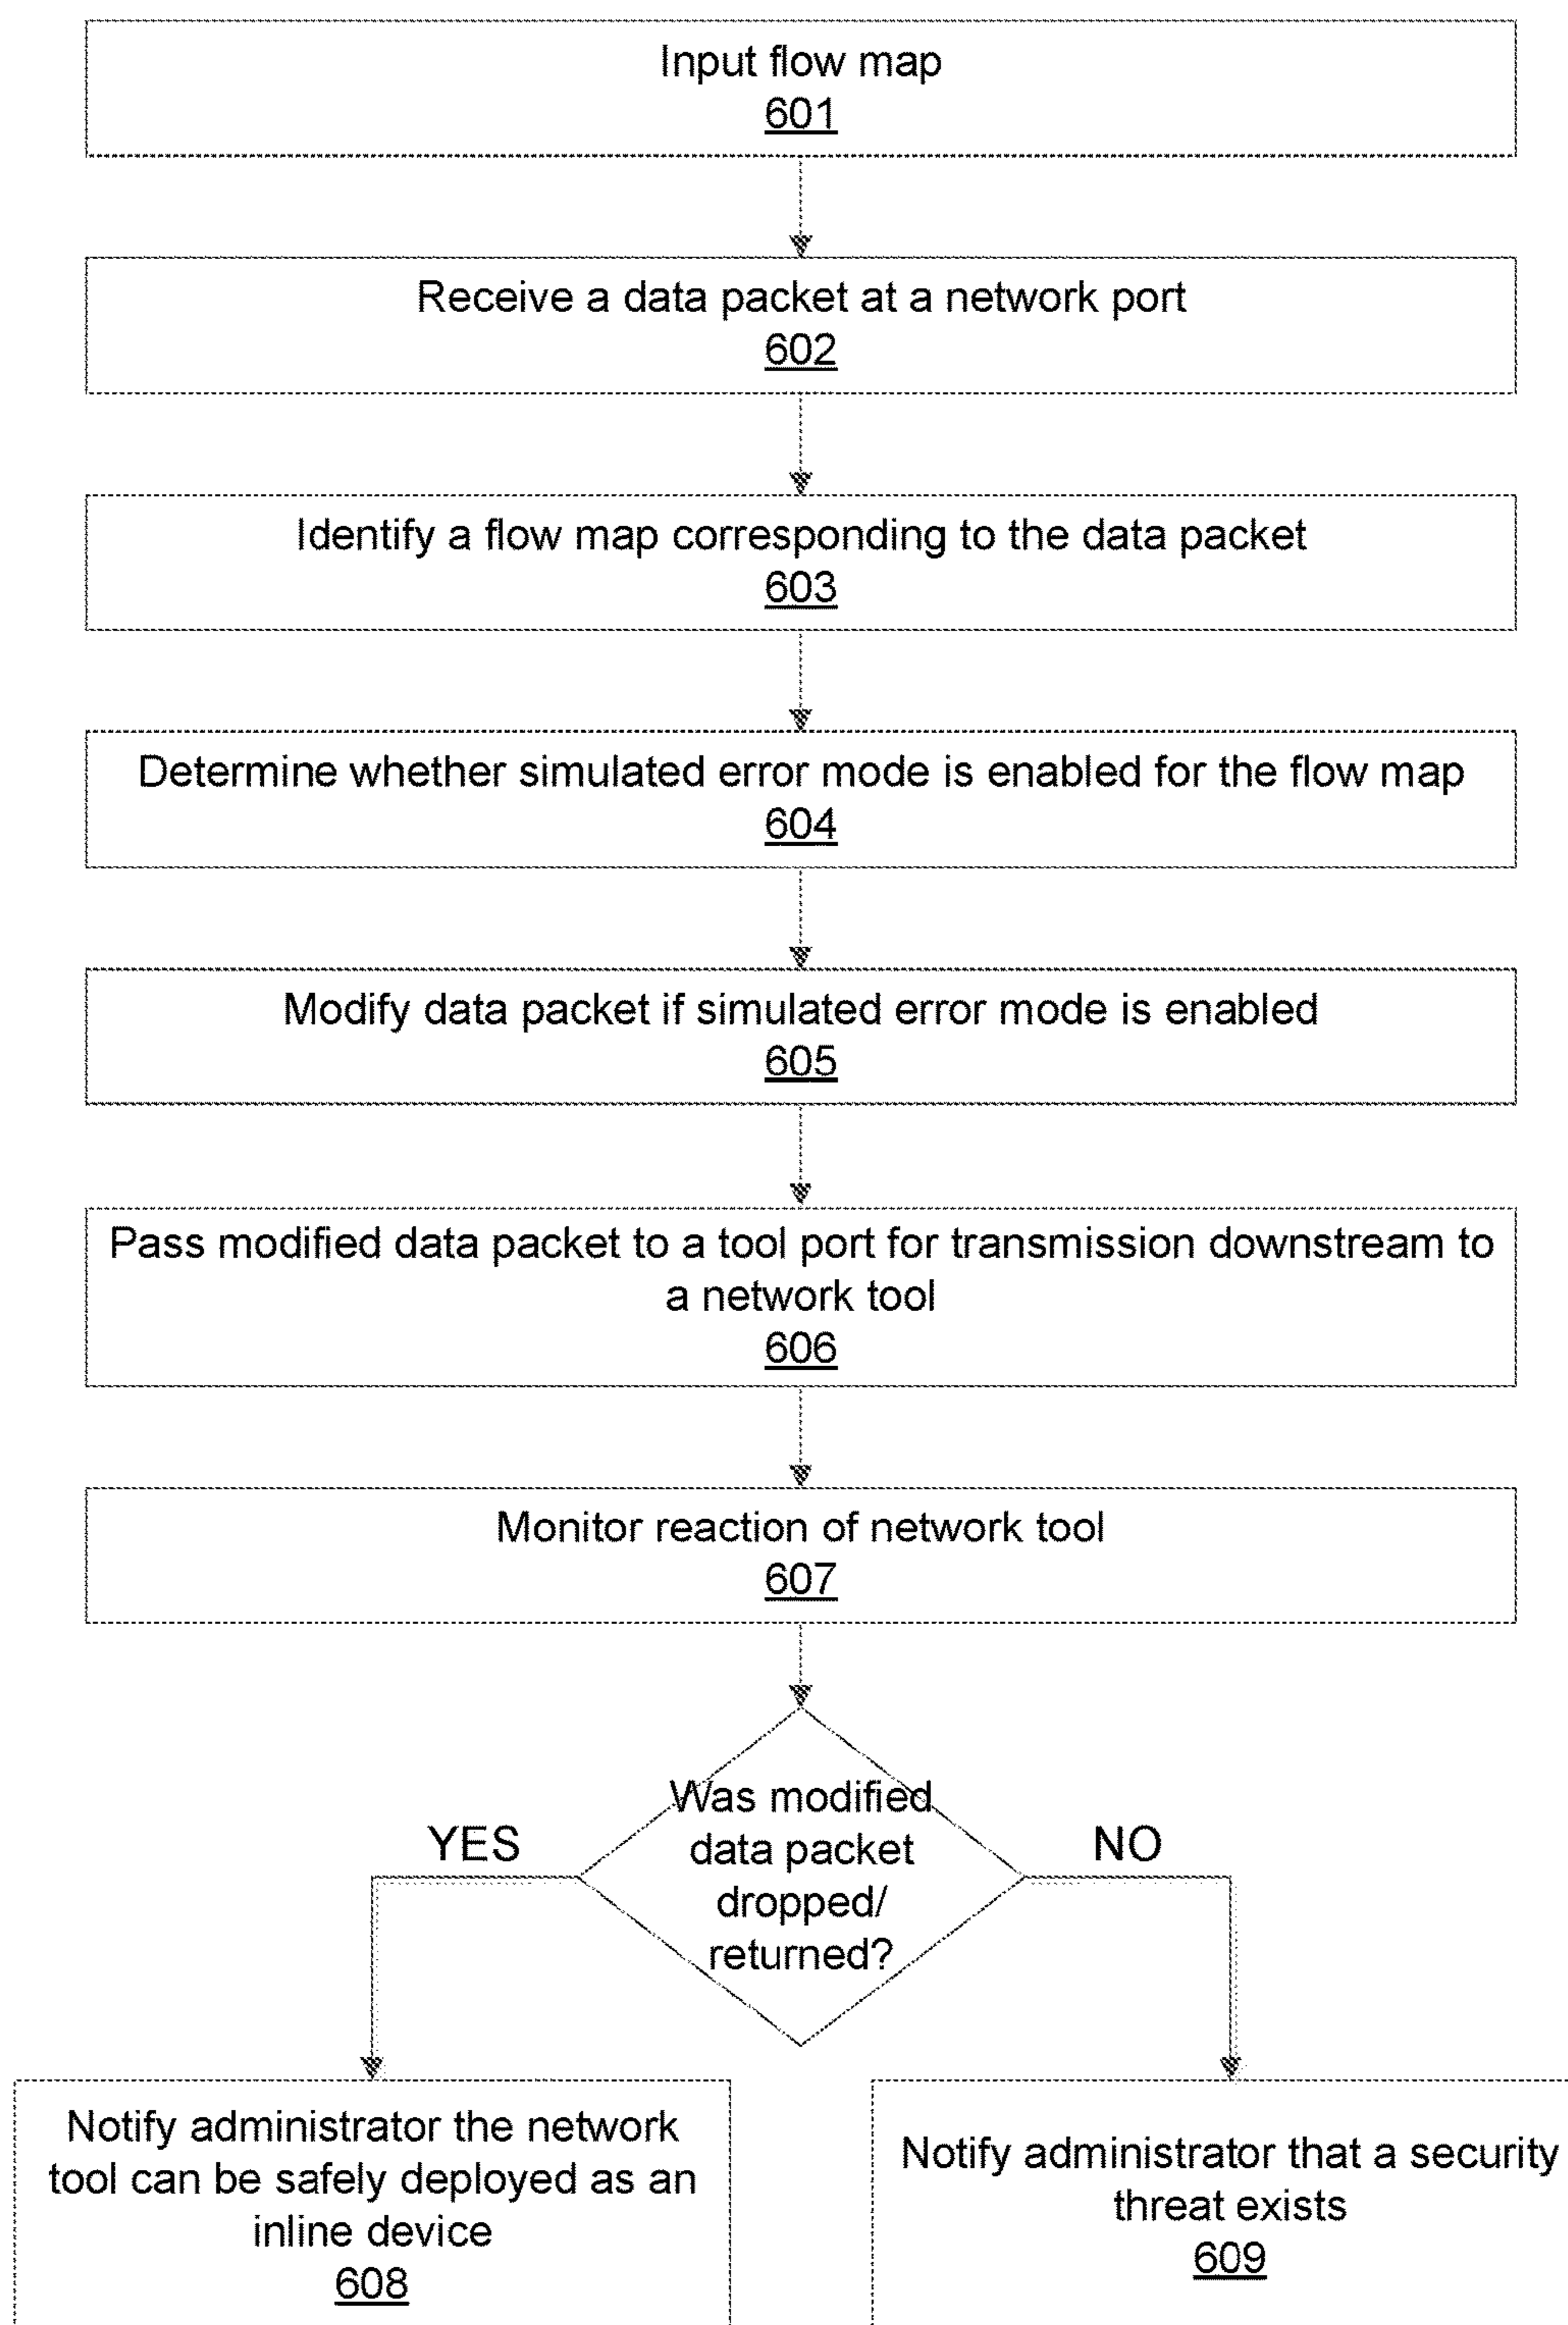 Input flow map
601
Receive a data packet at a network port
602
Identify a flow map corresponding to the data packet
603
Determine whether simulated error mode is enabled for the flow map
604
Modify data packet if simulated error mode is enabled
605
Pass modified data packet to a tool port for transmission downstream to
a network tool
606
Monitor reaction of network tool
607
Was modified
data packet
dropped/
returned?
YES
NO
Notify administrator the network
tool can be safely deployed as an
inline device
608
Notify administrator that a security
threat exists
609